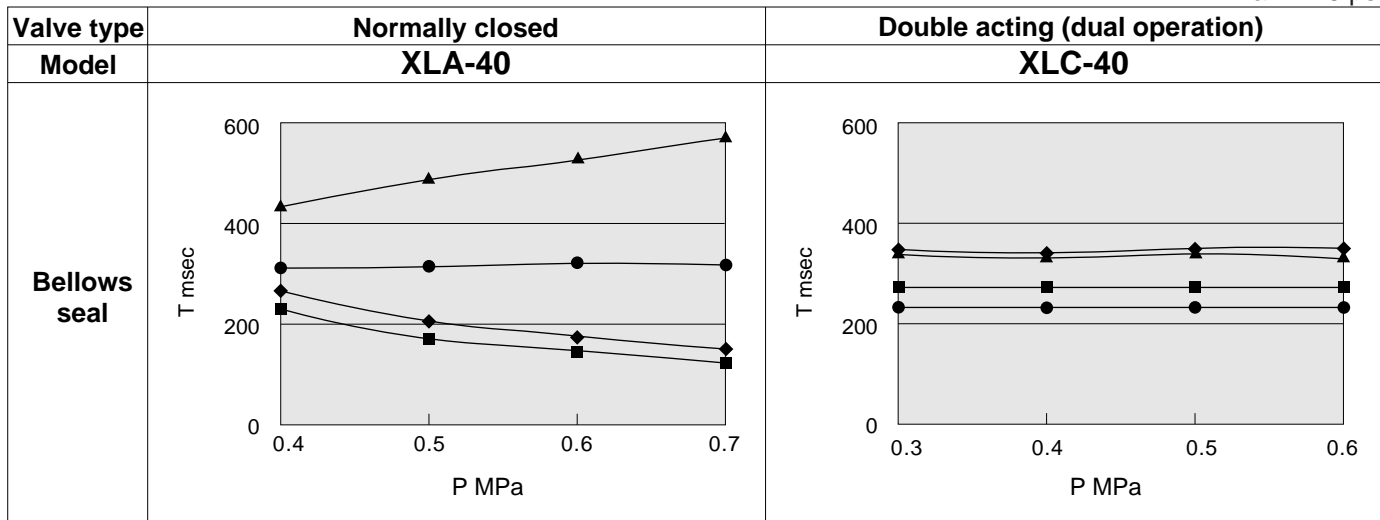 Valve type
Normally closed
Double acting (dual operation)
Model
XLA-40
XLC-40
Bellows
seal
600
400
200
0
T msec
0.4 0.5 0.6 0.7
P MPa
600
400
200
0
T msec
0.3 0.4 0.5 0.6
P MPa